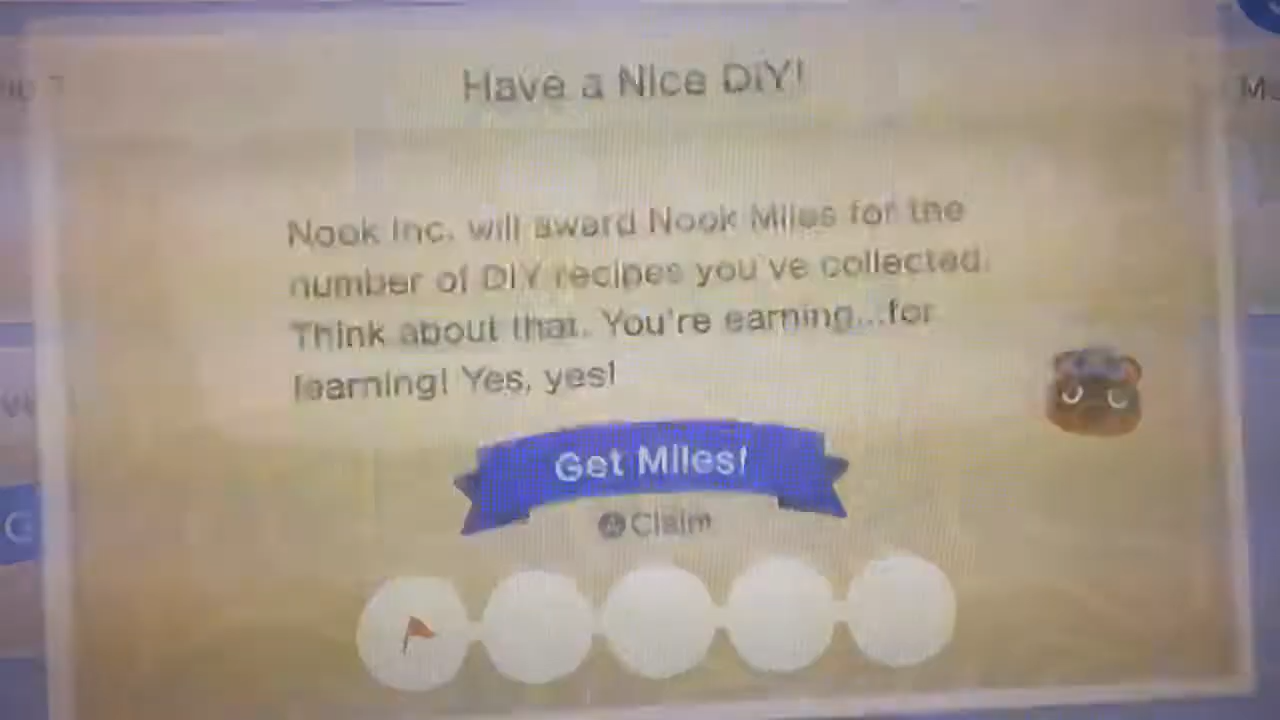 Have a Nice DIY!
Nook Inc. will award Nook Miles for the
number of DIY recipes you've collected.
Think about that. You're earning...for
learning! Yes, yes!
Get Miles!
A Claim
G